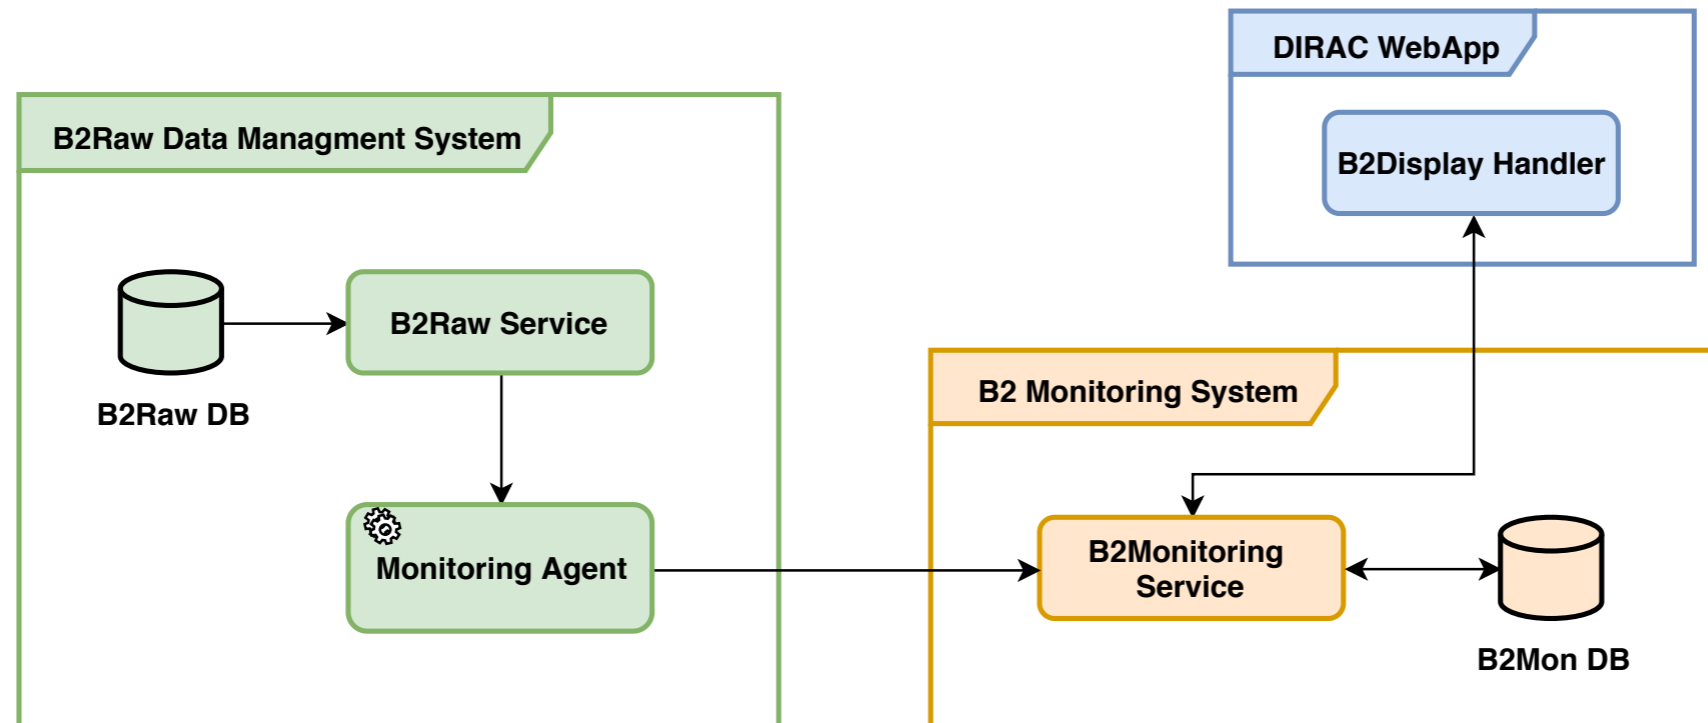 DIRAC WebApp
B2Display Handler
B2Raw Data Managment System
B2Raw Service
B2Raw DB
Monitoring Agent
B2 Monitoring System
B2Monitoring
Service
B2Mon DB